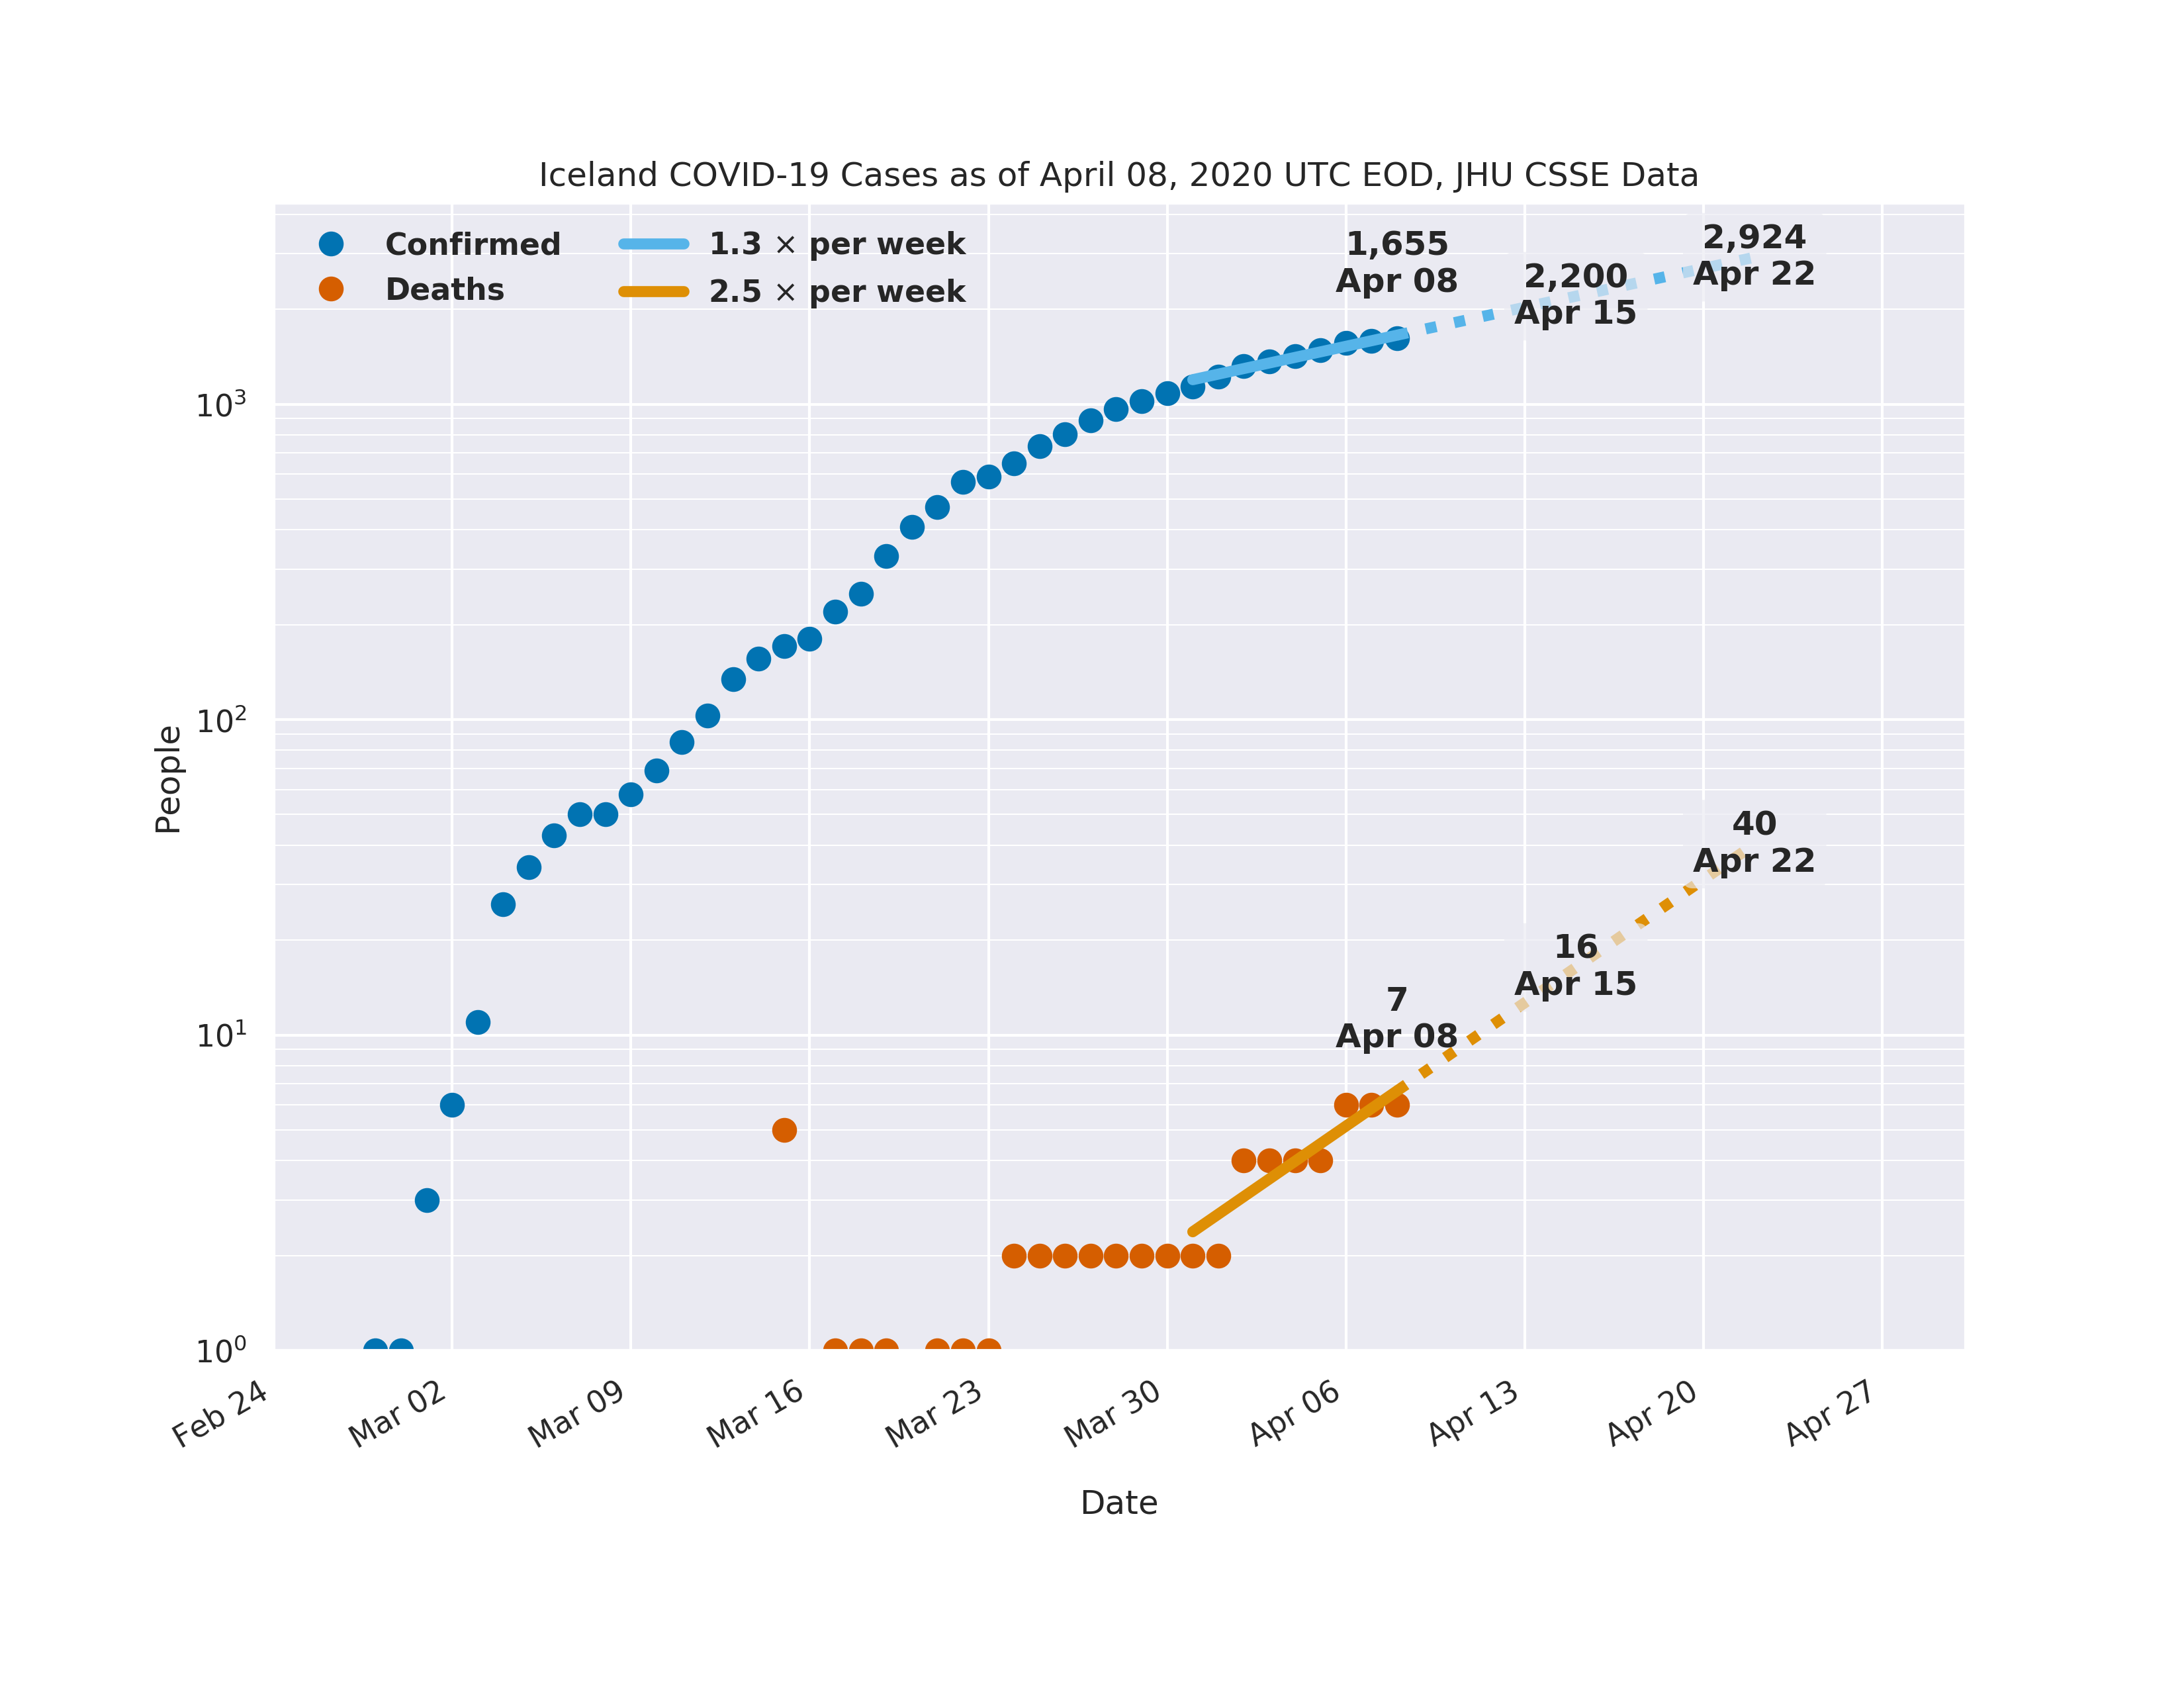 Iceland COVID-19 Cases as of April 08, 2020 UTC EOD, JHU CSSE Data
Confirmed
Deaths
1.3 × per week
2.5 × per week
1,655
Apr 08
2,200
Apr 15
2,924
Apr 22
40
Apr 22
16
Apr 15
7
Apr 08
People
10³
10²
10¹
10⁰
Feb 24
Mar 02
Mar 09
Mar 16
Mar 23
Mar 30
Apr 06
Apr 13
Apr 20
Apr 27
Date